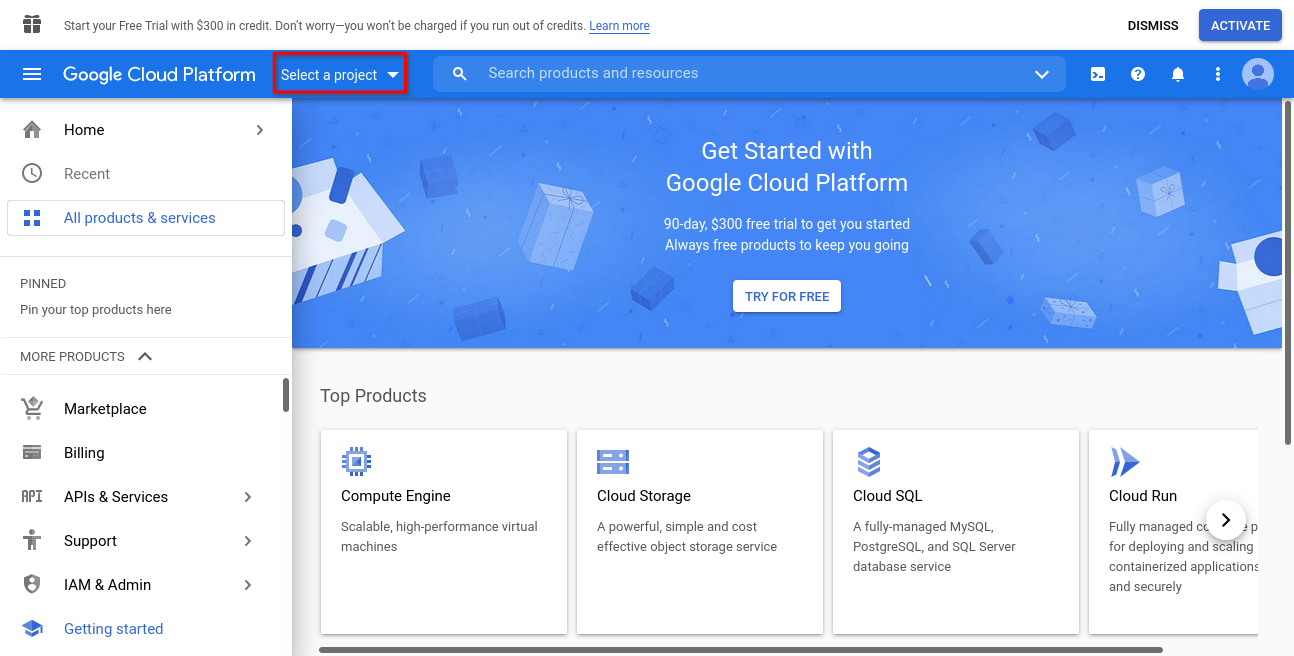 Start your Free Trial with $300 in credit. Don’t worry—you won’t be charged if you run out of credits. Learn more
DISMISS
ACTIVATE
Google Cloud Platform
Select a project
Search products and resources
Home
Recent
All products & services
PINNED
Pin your top products here
MORE PRODUCTS
Marketplace
Billing
API
APIs & Services
Support
IAM & Admin
Getting started
Get Started with
Google Cloud Platform
90-day, $300 free trial to get you started
Always free products to keep you going
TRY FOR FREE
Top Products
Compute Engine
Scalable, high-performance virtual
machines
Cloud Storage
A powerful, simple and cost
effective object storage service
Cloud SQL
A fully-managed MySQL,
PostgreSQL, and SQL Server
database service
Cloud Run
Fully managed
for deploying and scaling
containerized applications
and securely